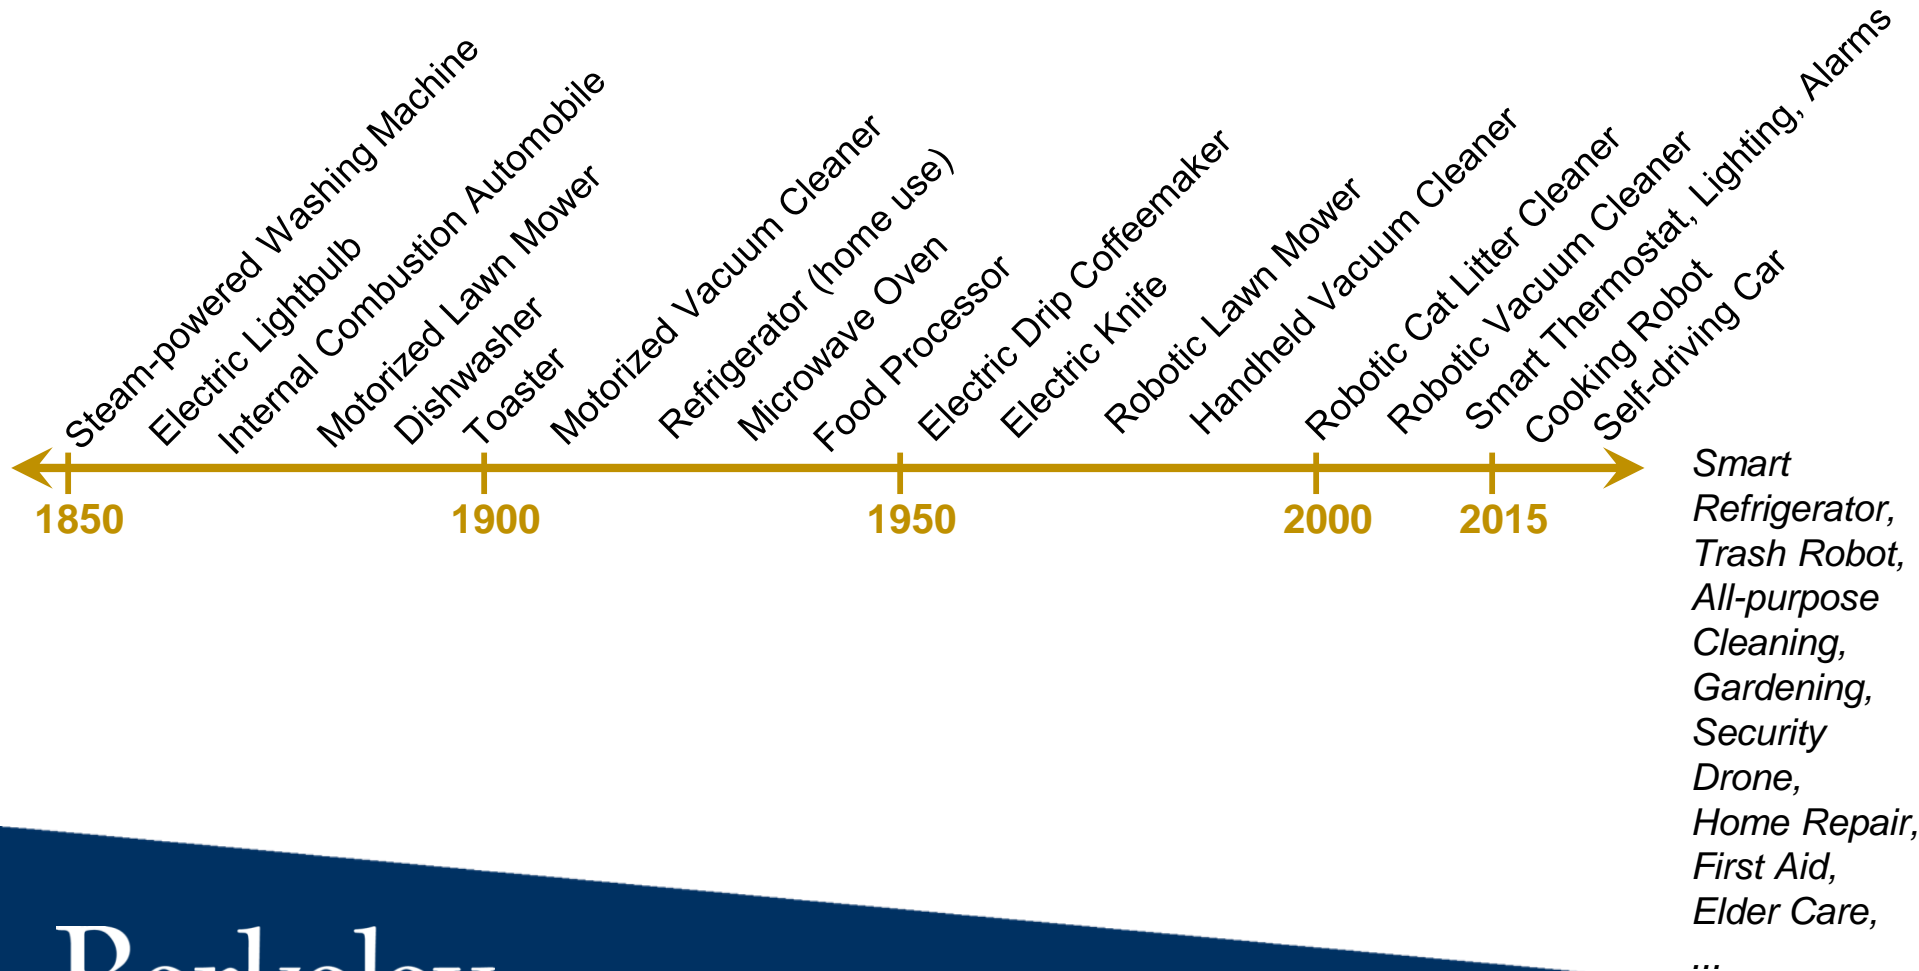 Steam-powered Washing Machine
Electric Lightbulb
Internal Combustion Automobile
Motorized Lawn Mower
Dishwasher
Toaster
Motorized Vacuum Cleaner
Refrigerator (home use)
Microwave Oven
Food Processor
Electric Drip Coffeemaker
Electric Knife
Robotic Lawn Mower
Handheld Vacuum Cleaner
Robotic Cat Litter Cleaner
Robotic Vacuum Cleaner
Smart Thermostat, Lighting, Alarms
Cooking Robot
Self-driving Car
1850
1900
1950
2000
2015
Smart
Refrigerator,
Trash Robot,
All-purpose
Cleaning,
Gardening,
Security
Drone,
Home Repair,
First Aid,
Elder Care,
...
Berkeley